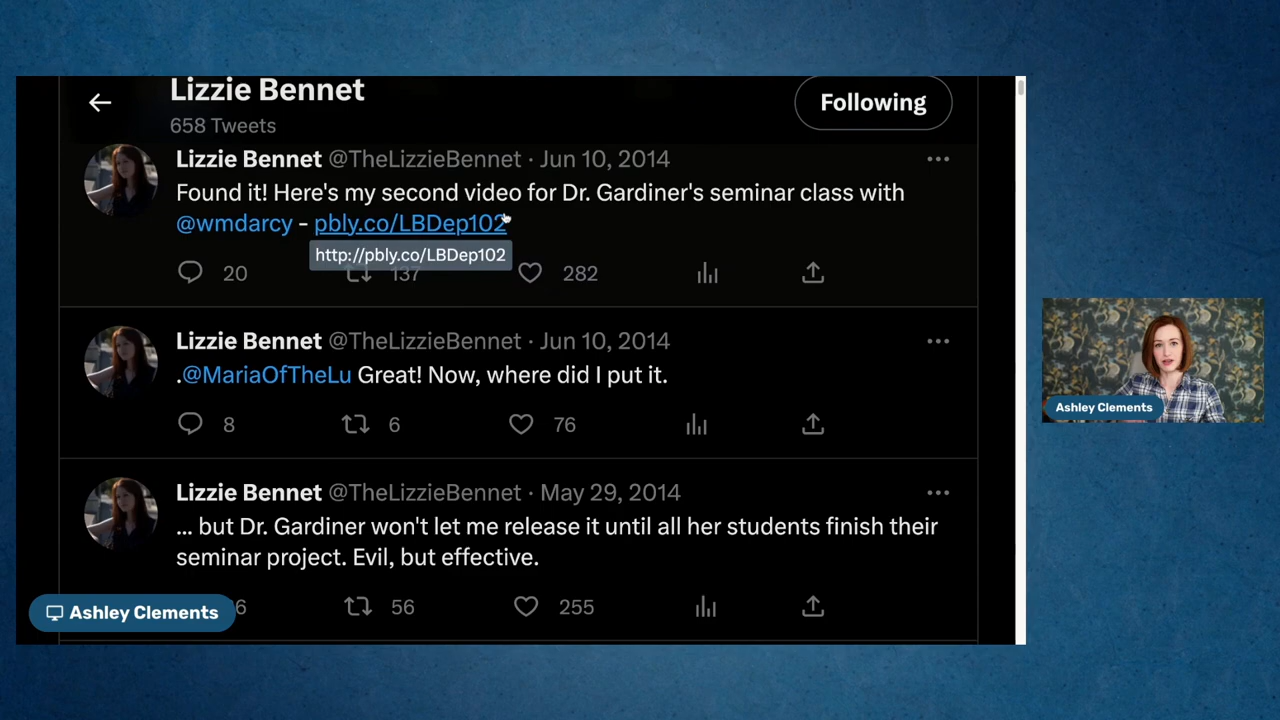 Lizzie Bennet
658 Tweets
Following
Lizzie Bennet @TheLizzieBennet · Jun 10, 2014
Found it! Here's my second video for Dr. Gardiner's seminar class with
@wmdarcy - pbly.co/LBDep102
http://pbly.co/LBDep102
20 137 282
Lizzie Bennet @TheLizzieBennet · Jun 10, 2014
.@MariaOfTheLu Great! Now, where did I put it.
8 6 76
Lizzie Bennet @TheLizzieBennet · May 29, 2014
... but Dr. Gardiner won't let me release it until all her students finish their
seminar project. Evil, but effective.
6 56 255
Ashley Clements
Ashley Clements